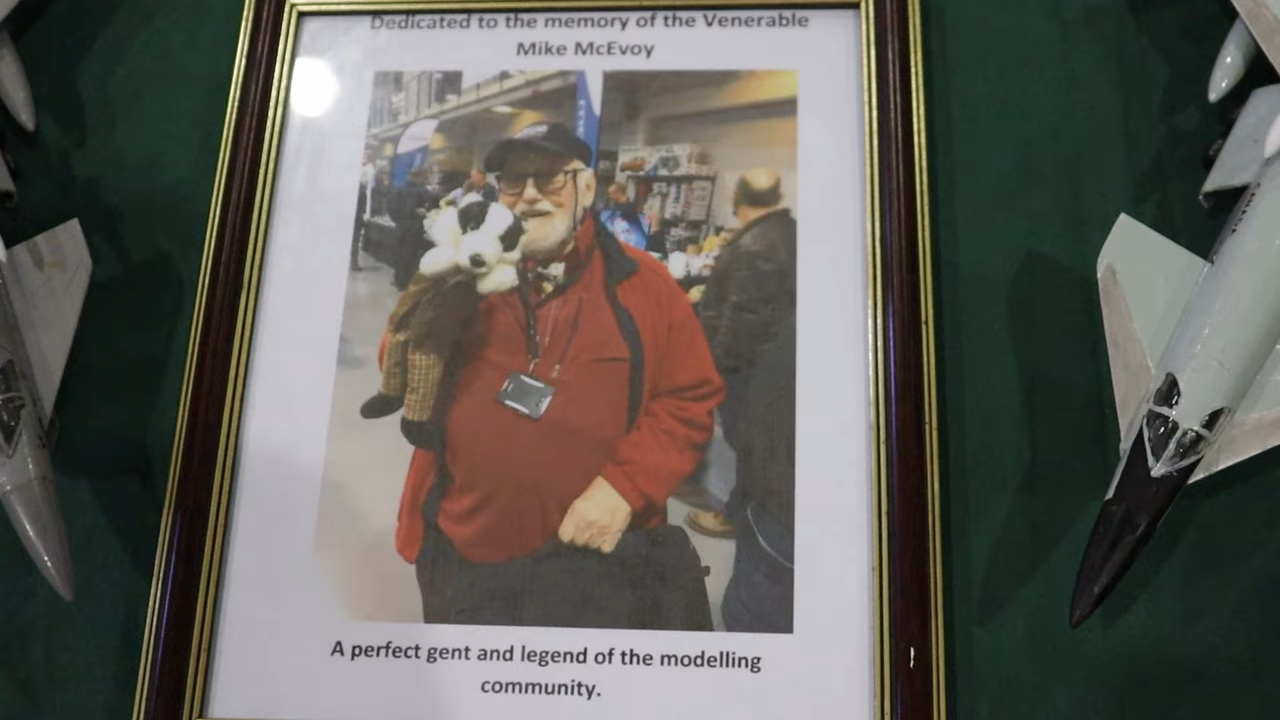 Dedicated to the memory of the Venerable
Mike McEvoy
A perfect gent and legend of the modelling
community.